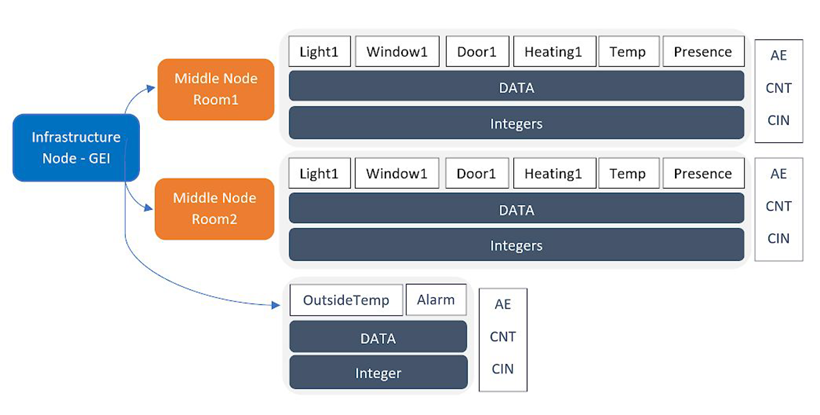 Light1 Window1 Door1 Heating1 Temp Presence
AE
Middle Node
Room1
DATA
CNT
Integers
CIN
Infrastructure
Node - GEI
Light1 Window1 Door1 Heating1 Temp Presence
AE
Middle Node
Room2
DATA
CNT
Integers
CIN
OutsideTemp Alarm
AE
DATA
CNT
Integer
CIN